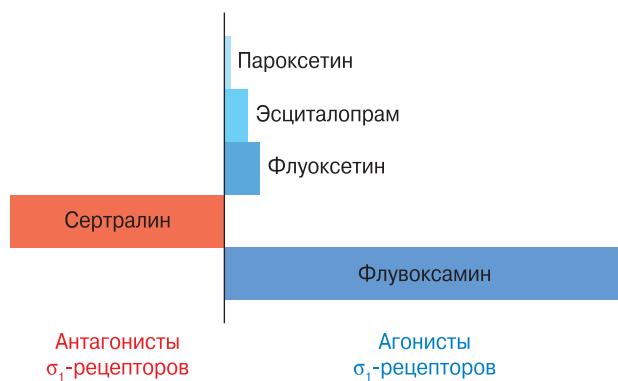 Пароксетин
Эсциталопрам
Флуоксетин
Сертралин
Флувоксамин
Антагонисты
σ₁-рецепторов
Агонисты
σ₁-рецепторов